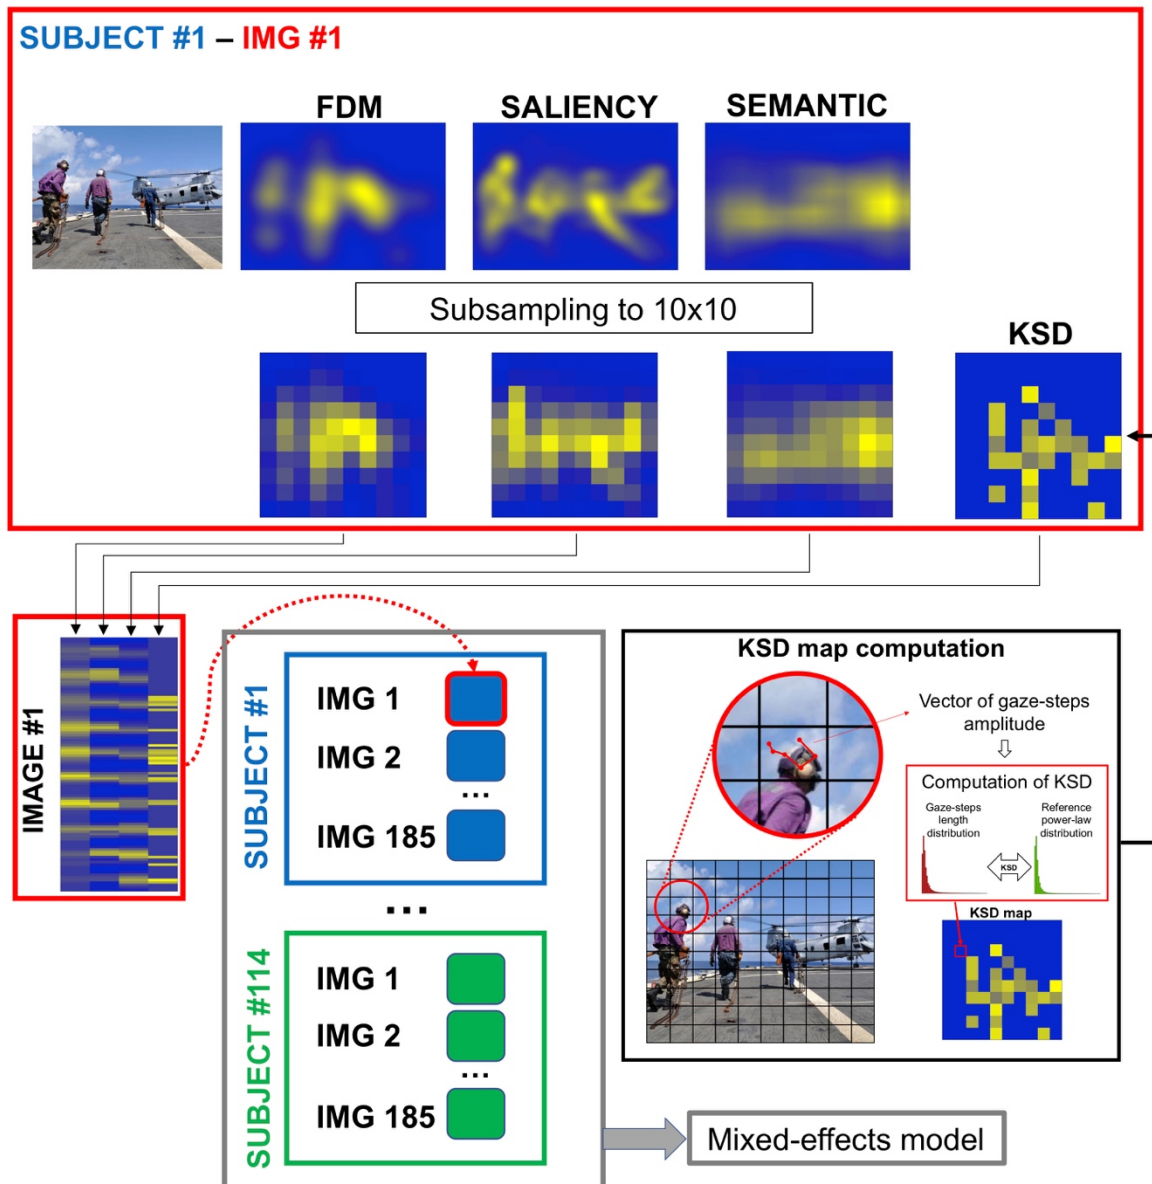 SUBJECT #1 – IMG #1
FDM
SALIENCY
SEMANTIC
Subsampling to 10x10
KSD
IMAGE #1
SUBJECT #1
IMG 1
IMG 2
...
IMG 185
...
SUBJECT #114
IMG 1
IMG 2
...
IMG 185
KSD map computation
Vector of gaze-steps
amplitude
Computation of KSD
Gaze-steps
length
distribution
Reference
power-law
distribution
KSD
KSD map
Mixed-effects model